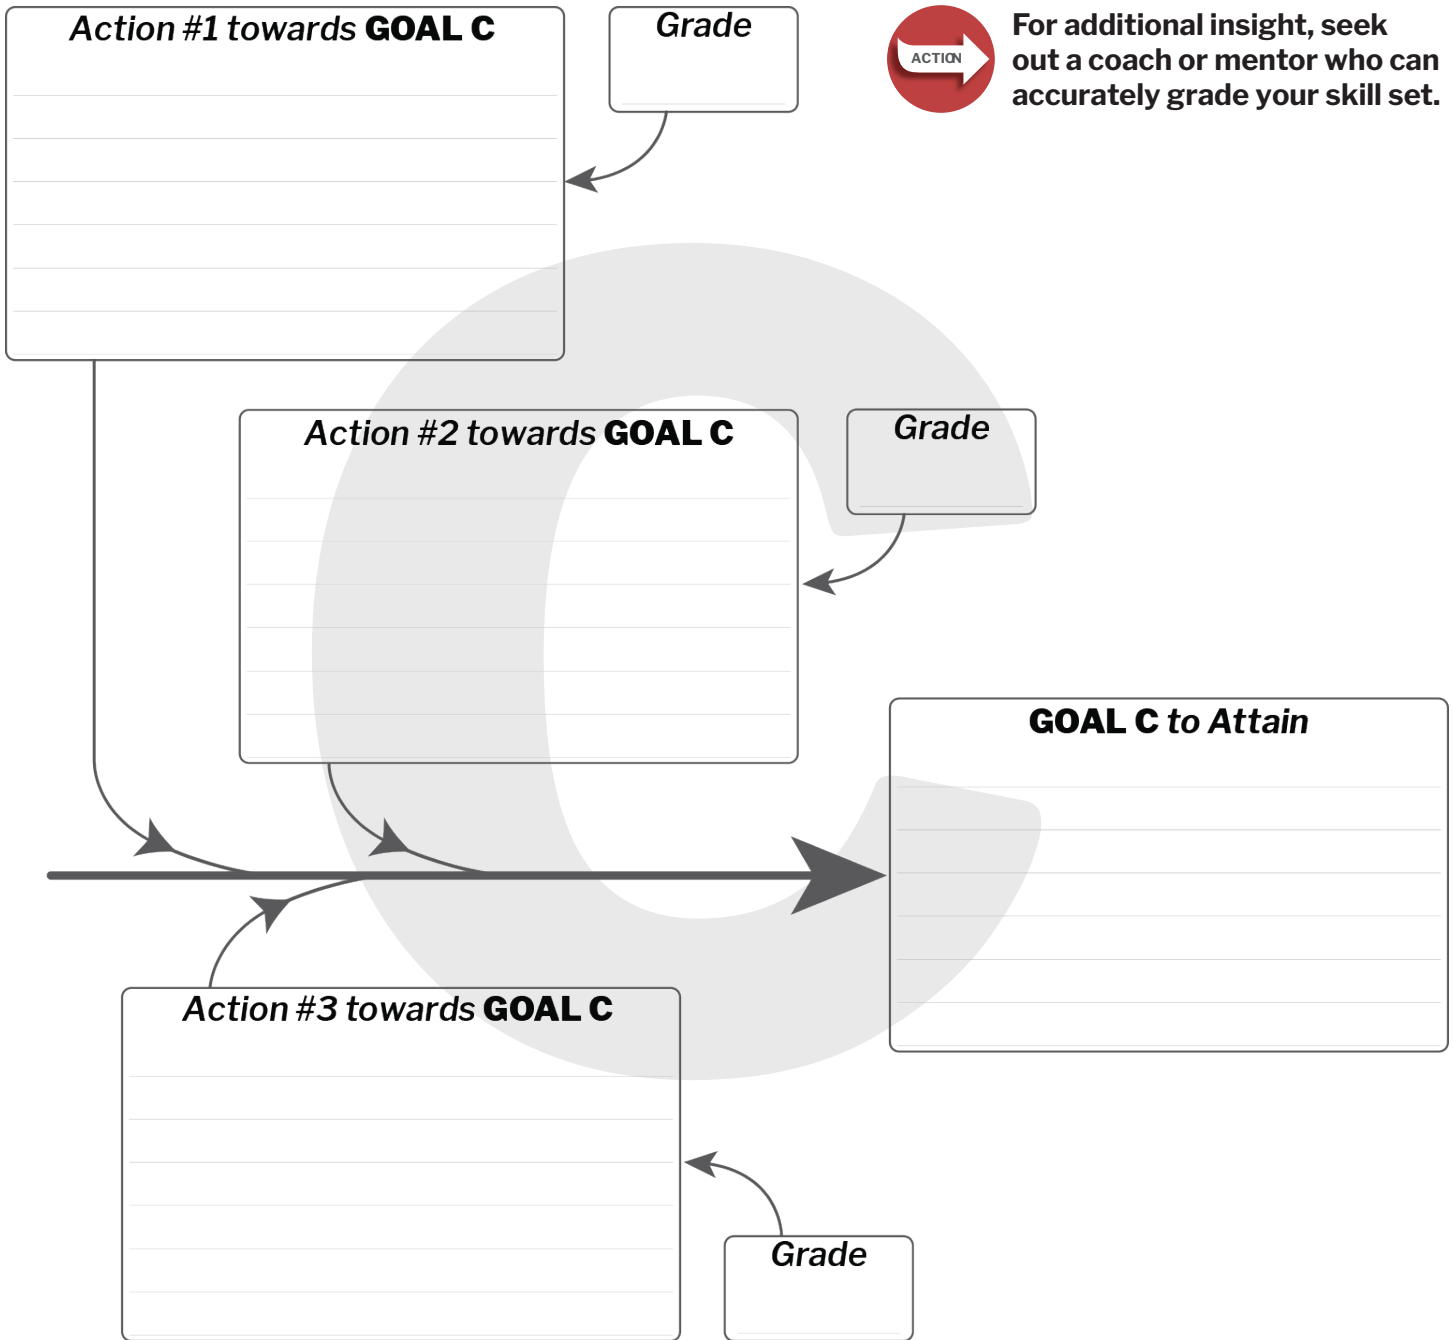 Action #1 towards GOAL C
Grade
ACTION
For additional insight, seek
out a coach or mentor who can
accurately grade your skill set.
Action #2 towards GOAL C
Grade
GOAL C to Attain
Action #3 towards GOAL C
Grade
C